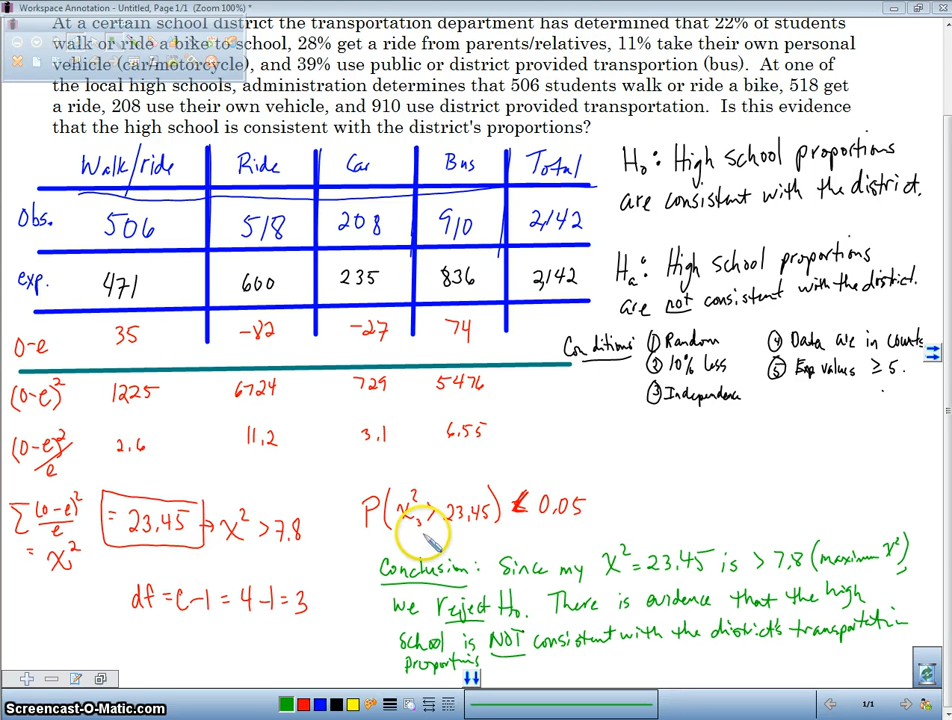 Workspace Annotation - Untitled, Page 1/1 (Zoom 100%) *
At a certain school district the transportation department has determined that 22% of students
walk or ride a bike to school, 28% get a ride from parents/relatives, 11% take their own personal
vehicle (car/motorcycle), and 39% use public or district provided transportion (bus). At one of
the local high schools, administration determines that 506 students walk or ride a bike, 518 get
a ride, 208 use their own vehicle, and 910 use district provided transportation. Is this evidence
that the high school is consistent with the district's proportions?
Walk/ride Ride Car Bus Total
Obs. 506 518 208 910 2,142
exp. 471 600 235 836 2,142
o-e 35 -82 -27 74
(o-e)² 1225 6724 729 5476
(o-e)²/e 2.6 11.2 3.1 6.55
∑ (o-e)²/e = 23.45 → χ² > 7.8
= χ²
df = c-1 = 4-1 = 3
H₀: High school proportions
are consistent with the district.
Hₐ: High school proportions
are not consistent with the district.
Conditions
① Random
② 10% less
③ Independence
④ Data are in counts
⑤ Exp values ≥ 5.
P(χ²₃ > 23.45) < 0.05
Conclusion: Since my χ² = 23.45 is > 7.8 (maximum χ²),
we reject H₀. There is evidence that the high
school is NOT consistent with the district's transportation
proportions
Screencast-O-Matic.com
1/1